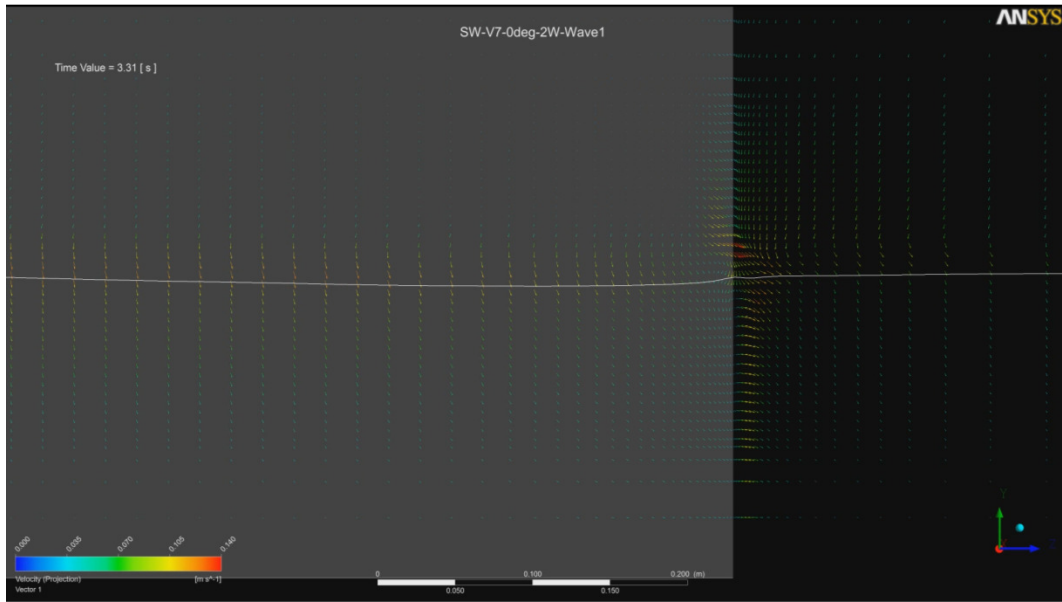 ANSYS
SW-V7-0deg-2W-Wave1
Time Value = 3.31 [ s ]
0.000 0.035 0.070 0.105 0.140
Velocity (Projection) [m s^-1]
Vector 1
0 0.100 0.200 (m)
0.050 0.150
Y